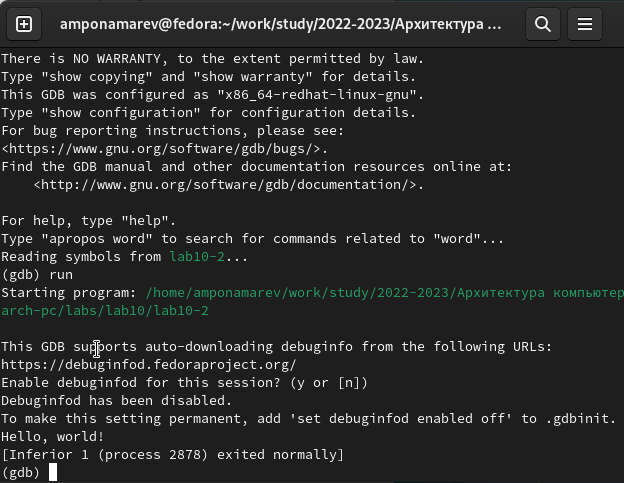 amponamarev@fedora:~/work/study/2022-2023/Архитектура ...
There is NO WARRANTY, to the extent permitted by law.
Type "show copying" and "show warranty" for details.
This GDB was configured as "x86_64-redhat-linux-gnu".
Type "show configuration" for configuration details.
For bug reporting instructions, please see:
<https://www.gnu.org/software/gdb/bugs/>.
Find the GDB manual and other documentation resources online at:
    <http://www.gnu.org/software/gdb/documentation/>.
For help, type "help".
Type "apropos word" to search for commands related to "word"...
Reading symbols from lab10-2...
(gdb) run
Starting program: /home/amponamarev/work/study/2022-2023/Архитектура компьютер
arch-pc/labs/lab10/lab10-2
This GDB supports auto-downloading debuginfo from the following URLs:
https://debuginfod.fedoraproject.org/
Enable debuginfod for this session? (y or [n])
Debuginfod has been disabled.
To make this setting permanent, add 'set debuginfod enabled off' to .gdbinit.
Hello, world!
[Inferior 1 (process 2878) exited normally]
(gdb)